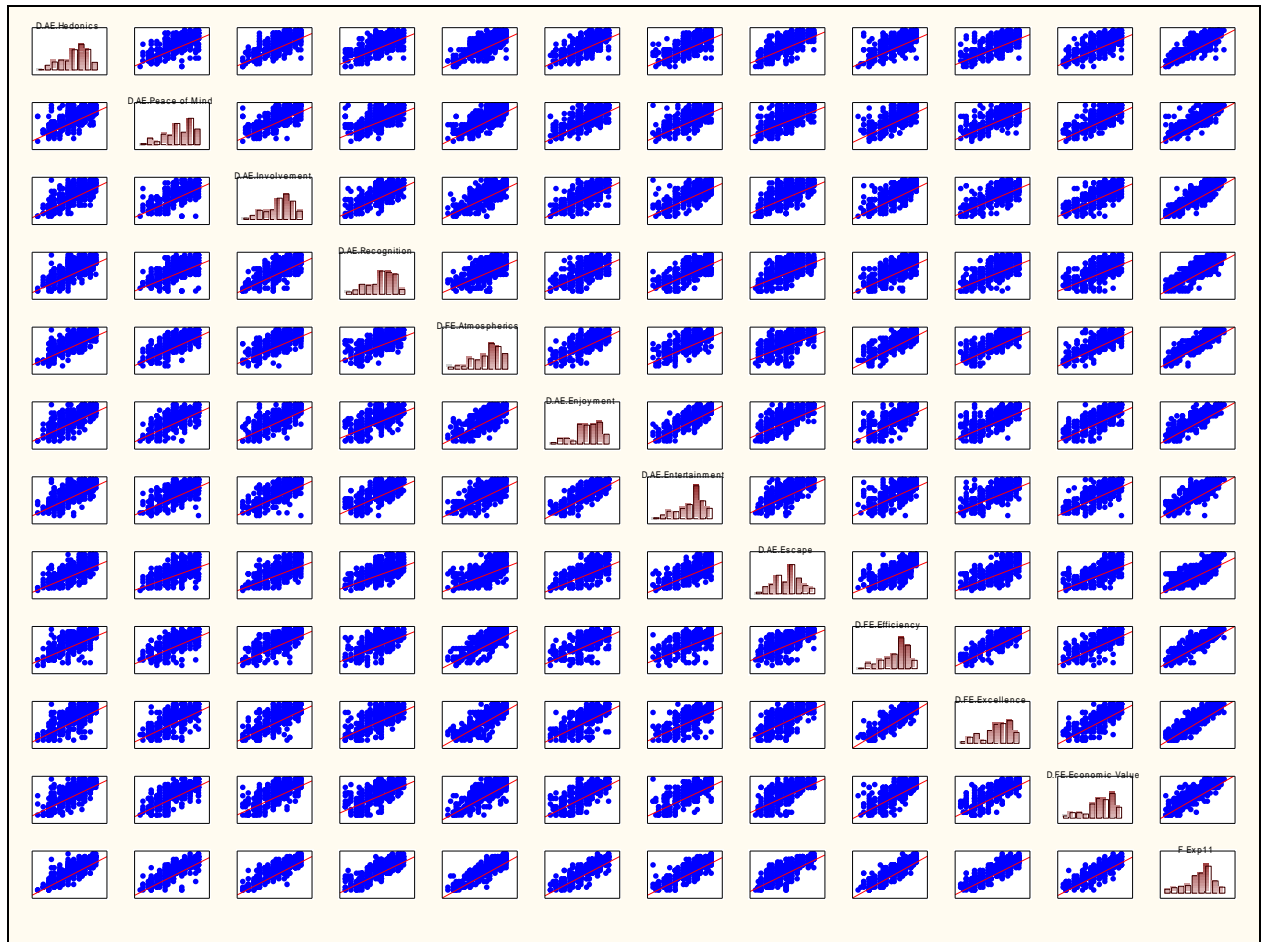 D.AE.Hedonics
D.AE.Peace of Mind
D.AE.Involvement
D.AE.Recognition
D.FE.Atmospherics
D.AE.Enjoyment
D.AE.Entertainment
D.AE.Escape
D.FE.Efficiency
D.FE.Excellence
D.FE.Economic Value
F Exp11